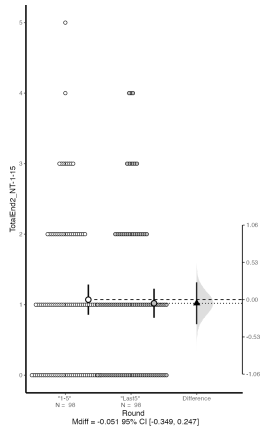 5
4
3
2
1
0
TotalEnd2_NT-1-15
1.06
0.53
0.00
-0.53
-1.06
"1-5" "Last5" Difference
N = 98 N = 98
Round
Mdiff = -0.051 95% CI [-0.349, 0.247]